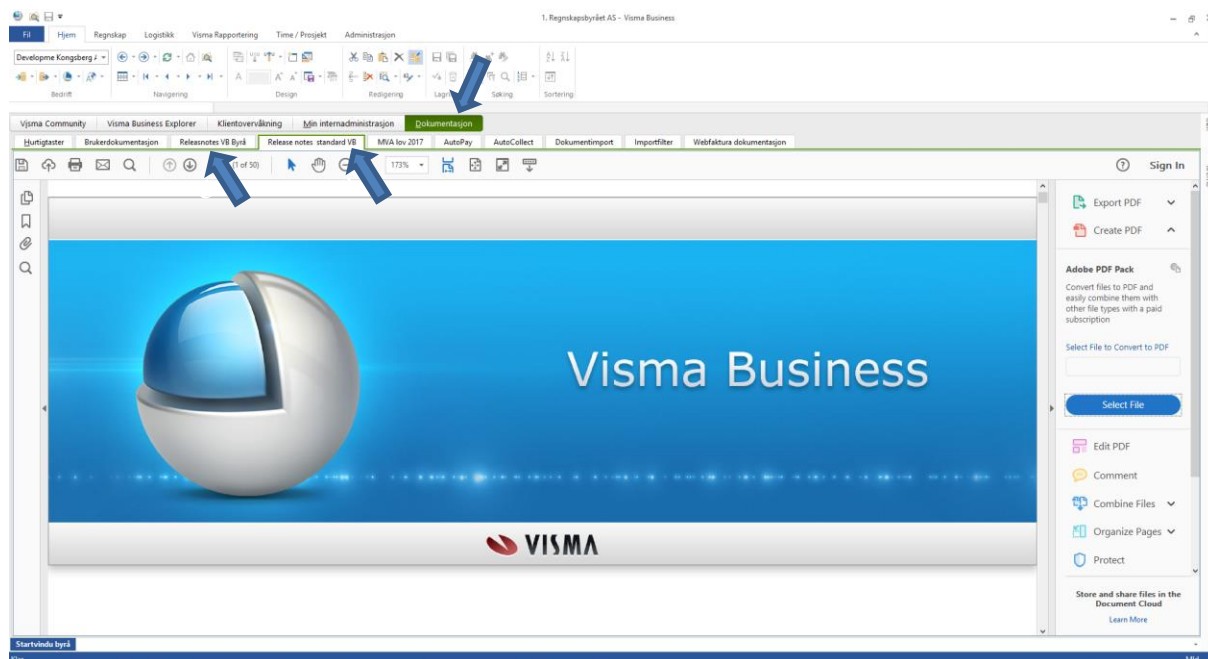 1. Regnskapsbyrået AS - Visma Business
Fil Hjem Regnskap Logistikk Visma Rapportering Time / Prosjekt Administrasjon
Developme Kongsberg
Bedrift Navigering Design Redigering Søking Sortering
Visma Community Visma Business Explorer Klientovervåkning Min internadministrasjon Dokumentasjon
Hurtigtaster Brukerdokumentasjon Releasnotes VB Byrå Release notes standard VB MVA lov 2017 AutoPay AutoCollect Dokumentimport Importfilter Webfaktura dokumentasjon
(1 of 50) 173% Sign In
Export PDF
Create PDF
Adobe PDF Pack
Convert files to PDF and
easily combine them with
other file types with a paid
subscription
Select File to Convert to PDF
Select File
Edit PDF
Comment
Combine Files
Organize Pages
Protect
Store and share files in the
Document Cloud
Learn More
Visma Business
VISMA
Startvindu byrå